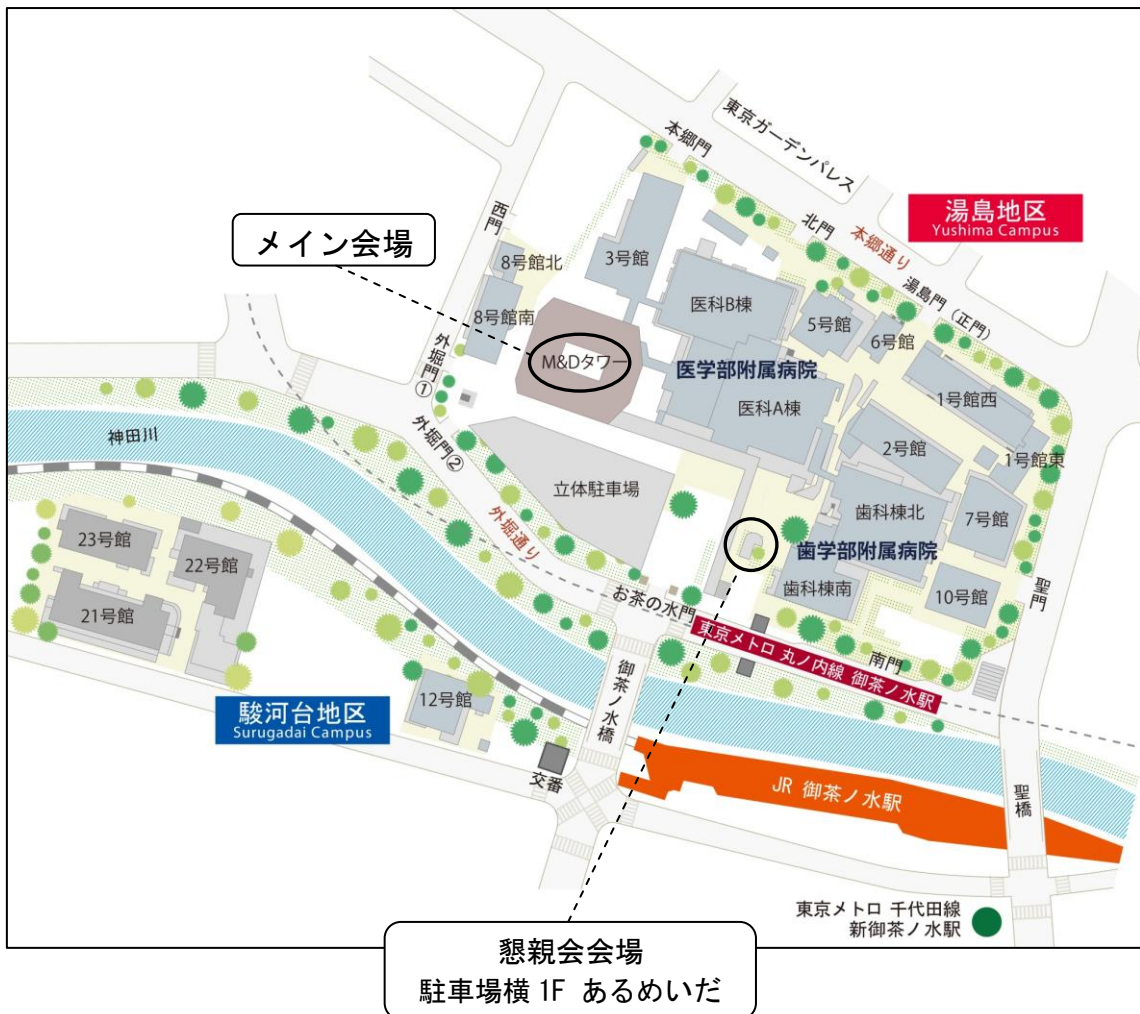 東京ガーデンパレス
本郷門
湯島地区
Yushima Campus
西門
北門
本郷通り
メイン会場
8号館北
3号館
湯島門(正門)
医科B棟
8号館南
5号館
6号館
M&Dタワー
医学部附属病院
外堀門①
1号館西
医科A棟
神田川
外堀門②
2号館
1号館東
立体駐車場
歯科棟北
7号館
外堀通り
23号館
歯学部附属病院
22号館
お茶の水門
歯科棟南
10号館
聖門
21号館
東京メトロ 丸ノ内線 御茶ノ水駅
南門
12号館
御茶ノ水橋
駿河台地区
Surugadai Campus
交番
JR 御茶ノ水駅
聖橋
東京メトロ 千代田線
新御茶ノ水駅
懇親会会場
駐車場横 1F あるめいだ